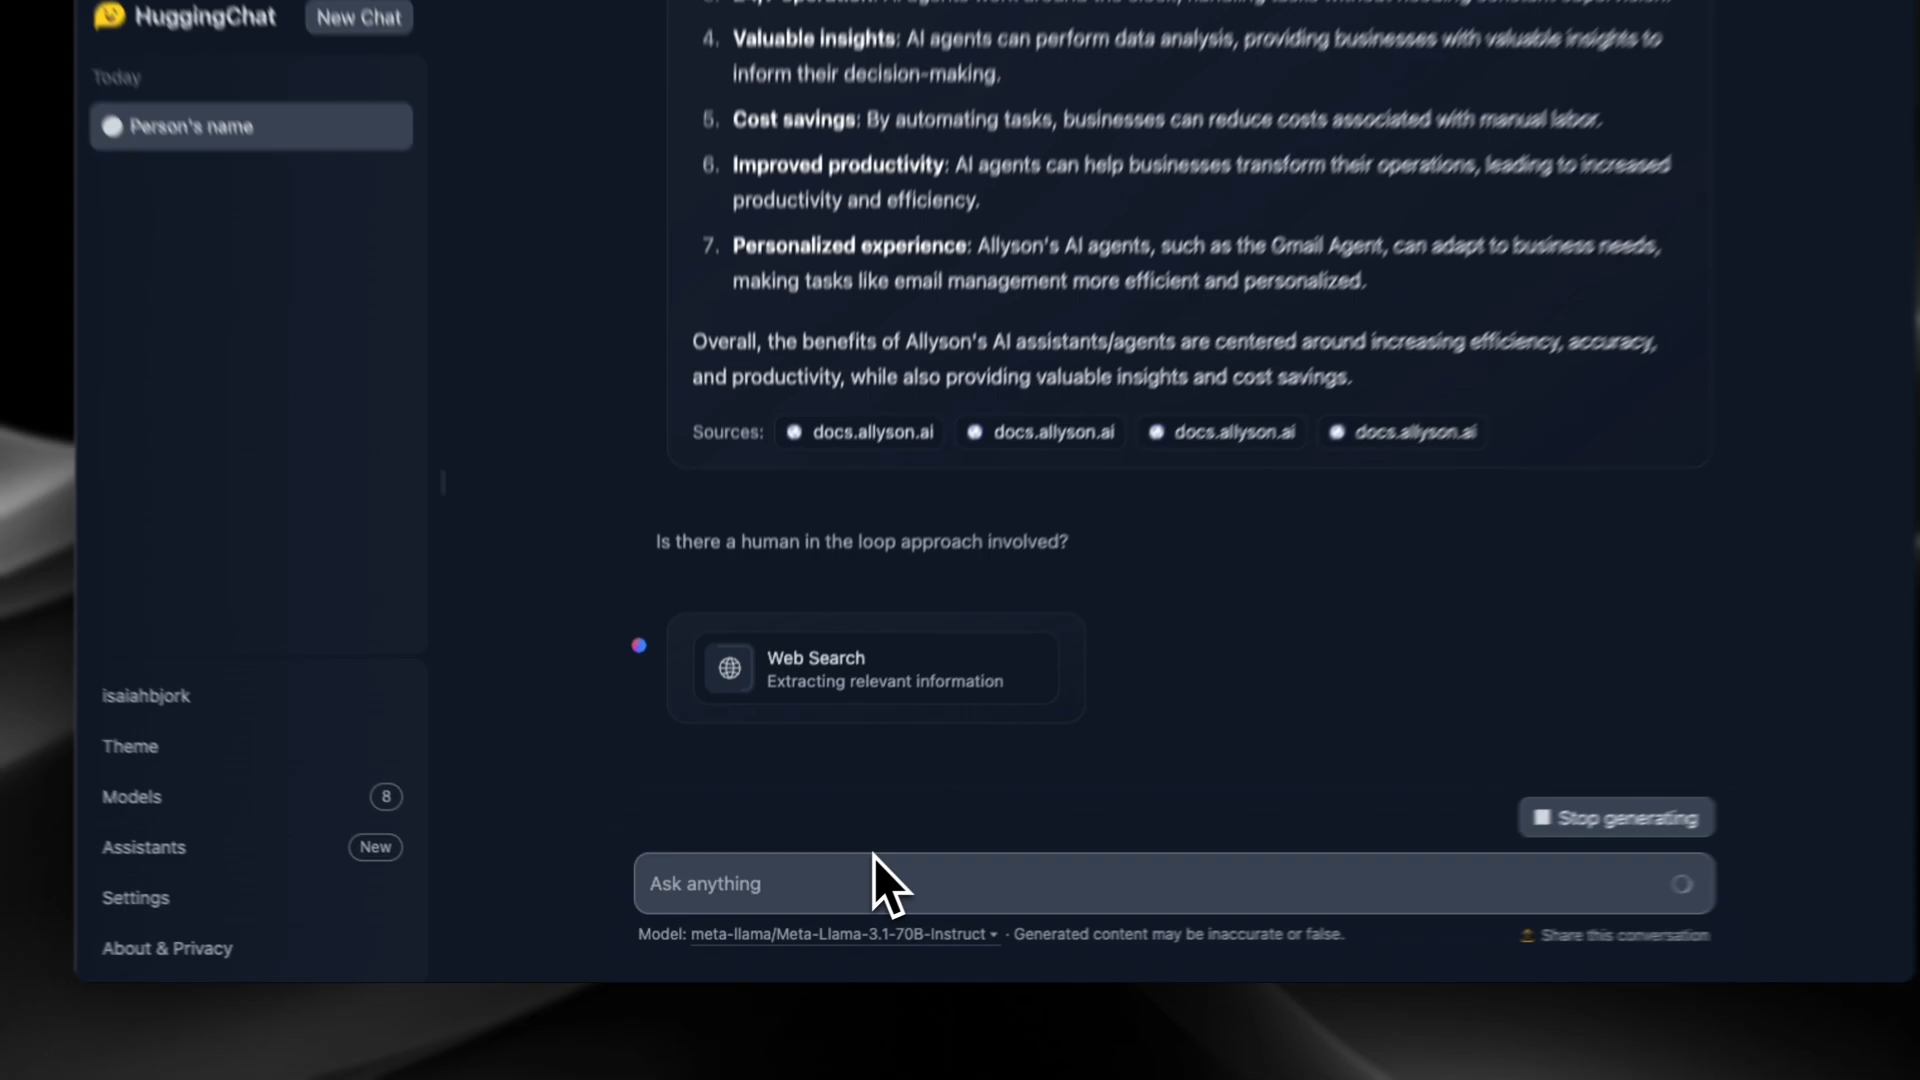 HuggingChat
New Chat
Today
Person's name
4. Valuable insights: AI agents can perform data analysis, providing businesses with valuable insights to
inform their decision-making.
5. Cost savings: By automating tasks, businesses can reduce costs associated with manual labor.
6. Improved productivity: AI agents can help businesses transform their operations, leading to increased
productivity and efficiency.
7. Personalized experience: Allyson's AI agents, such as the Gmail Agent, can adapt to business needs,
making tasks like email management more efficient and personalized.
Overall, the benefits of Allyson's AI assistants/agents are centered around increasing efficiency, accuracy,
and productivity, while also providing valuable insights and cost savings.
Sources: docs.allyson.ai docs.allyson.ai docs.allyson.ai docs.allyson.ai
Is there a human in the loop approach involved?
Web Search
Extracting relevant information
isaiahbjork
Theme
Models 8
Assistants New
Settings
About & Privacy
Stop generating
Ask anything
Model: meta-llama/Meta-Llama-3.1-70B-Instruct · Generated content may be inaccurate or false.
Share this conversation